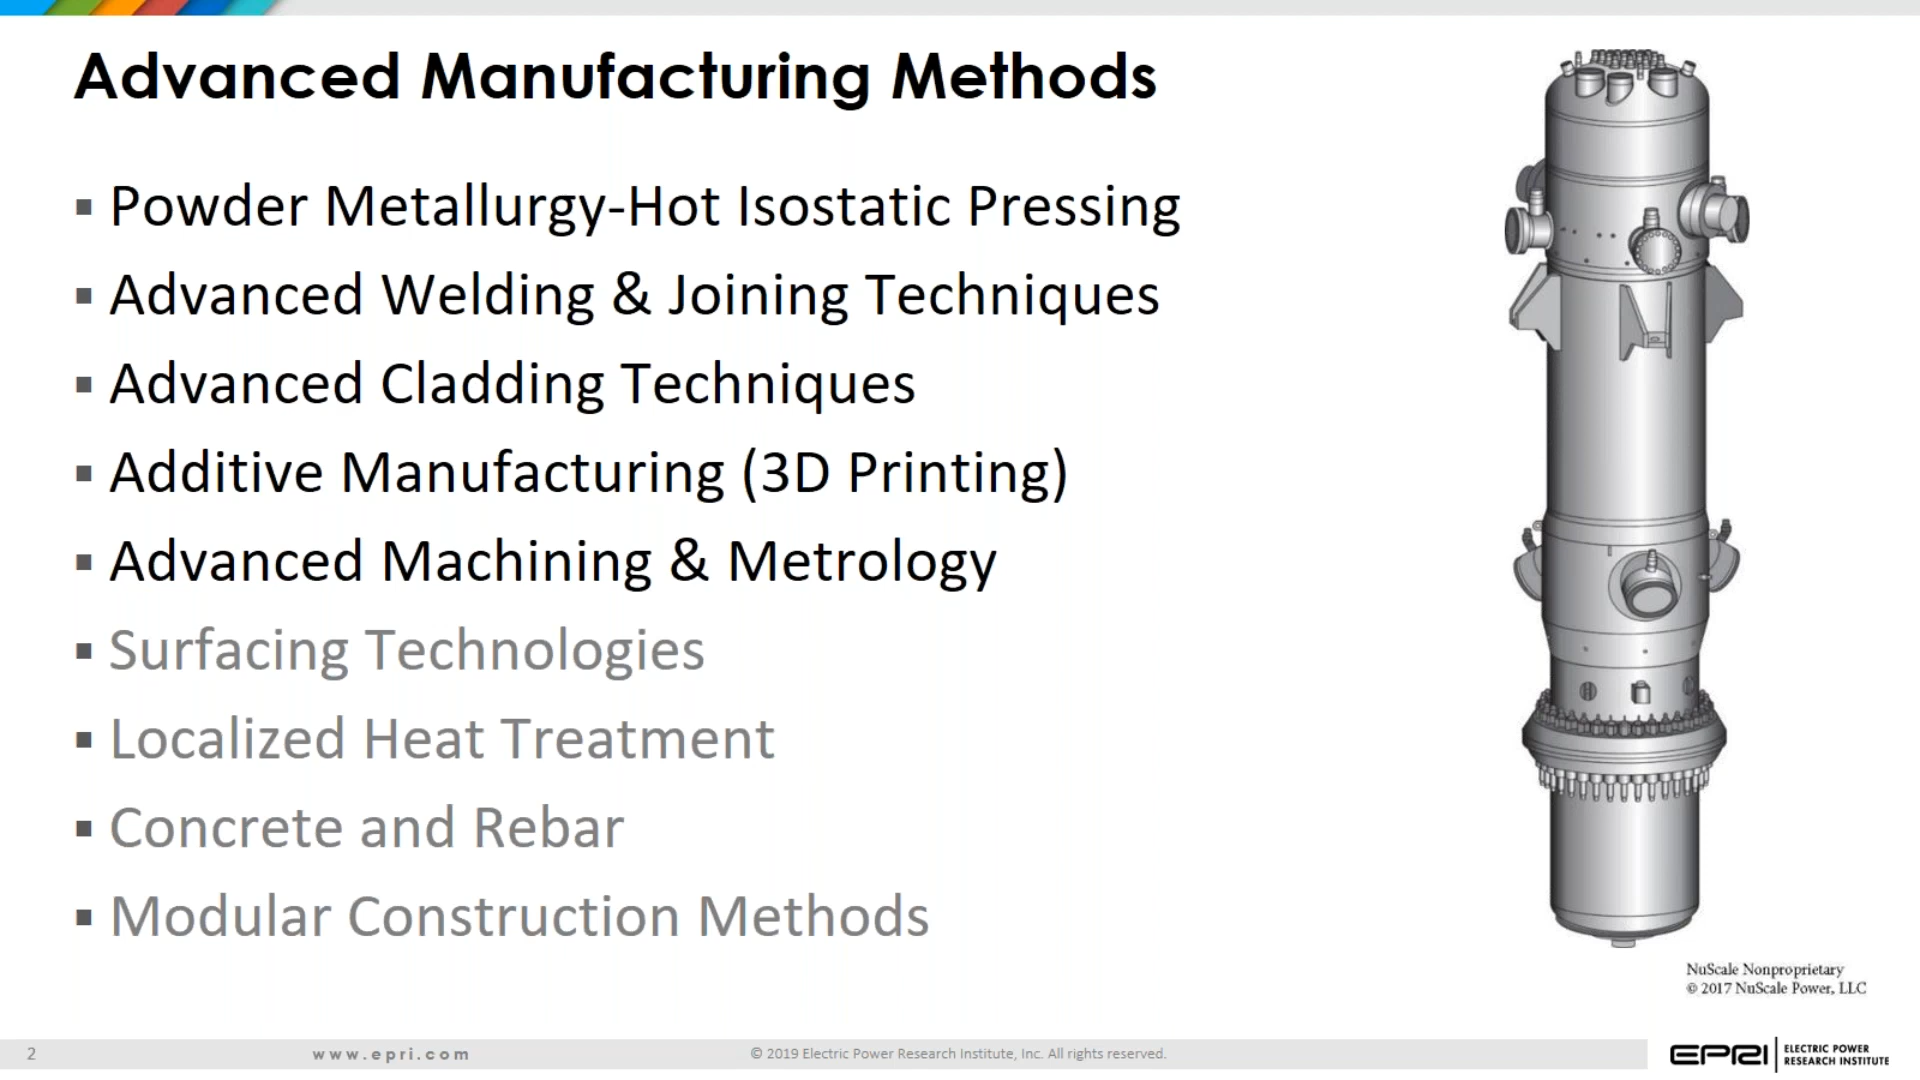 Advanced Manufacturing Methods
▪ Powder Metallurgy-Hot Isostatic Pressing
▪ Advanced Welding & Joining Techniques
▪ Advanced Cladding Techniques
▪ Additive Manufacturing (3D Printing)
▪ Advanced Machining & Metrology
▪ Surfacing Technologies
▪ Localized Heat Treatment
▪ Concrete and Rebar
▪ Modular Construction Methods
NuScale Nonproprietary
© 2017 NuScale Power, LLC
2
www.epri.com
© 2019 Electric Power Research Institute, Inc. All rights reserved.
EPRI
ELECTRIC POWER
RESEARCH INSTITUTE